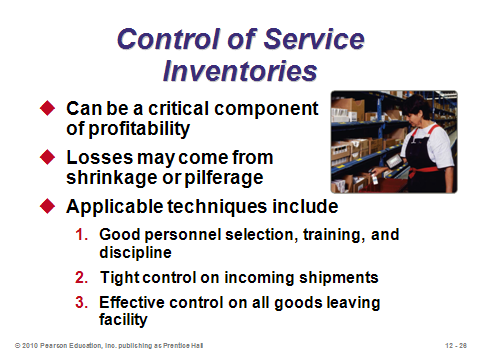 Control of Service
Inventories
Can be a critical component
of profitability
Losses may come from
shrinkage or pilferage
Applicable techniques include
1. Good personnel selection, training, and
discipline
2. Tight control on incoming shipments
3. Effective control on all goods leaving
facility
© 2010 Pearson Education, Inc. publishing as Prentice Hall
12 - 28